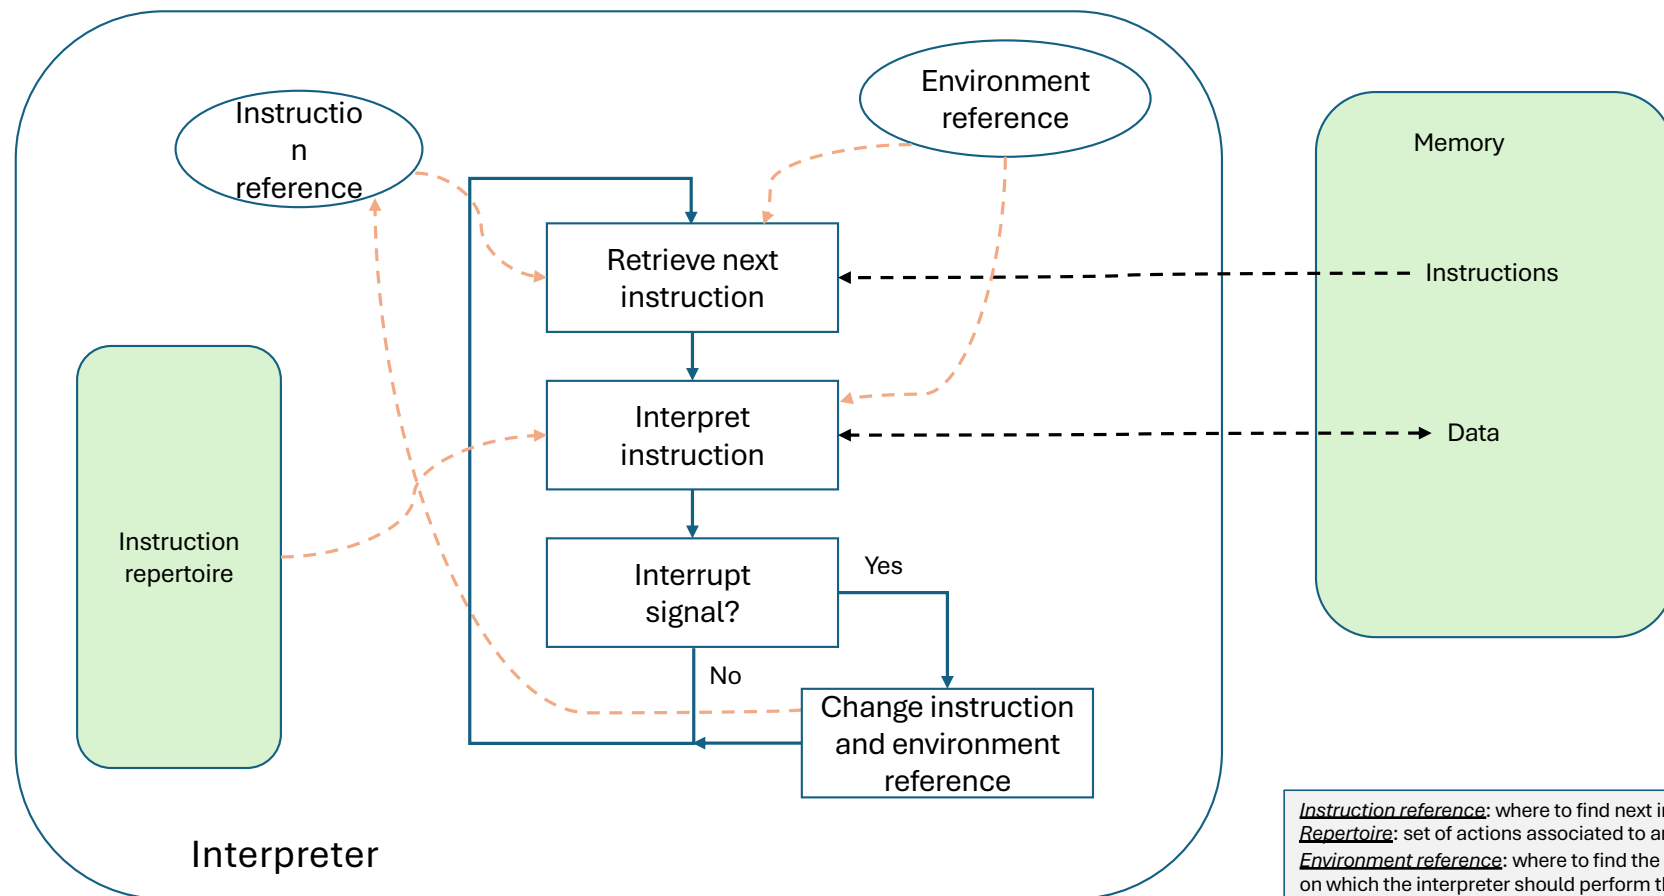 Environment
reference
Instructio
n
reference
Memory
Retrieve next
instruction
Instructions
Interpret
instruction
Data
Instruction
repertoire
Interrupt
signal?
Yes
No
Change instruction
and environment
reference
Interpreter
Instruction reference: where to find next
Repertoire: set of actions associated to
Environment reference: where to find the
on which the interpreter should perform